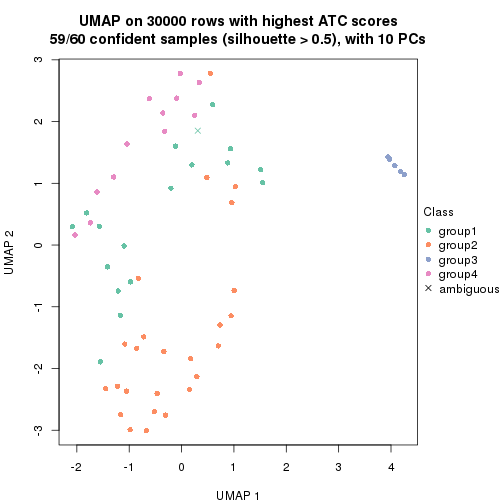 UMAP on 30000 rows with highest ATC scores
59/60 confident samples (silhouette > 0.5), with 10 PCs
3
2
1
0
-1
-2
-3
UMAP 2
-2
-1
0
1
2
3
4
UMAP 1
Class
group1
group2
group3
group4
ambiguous